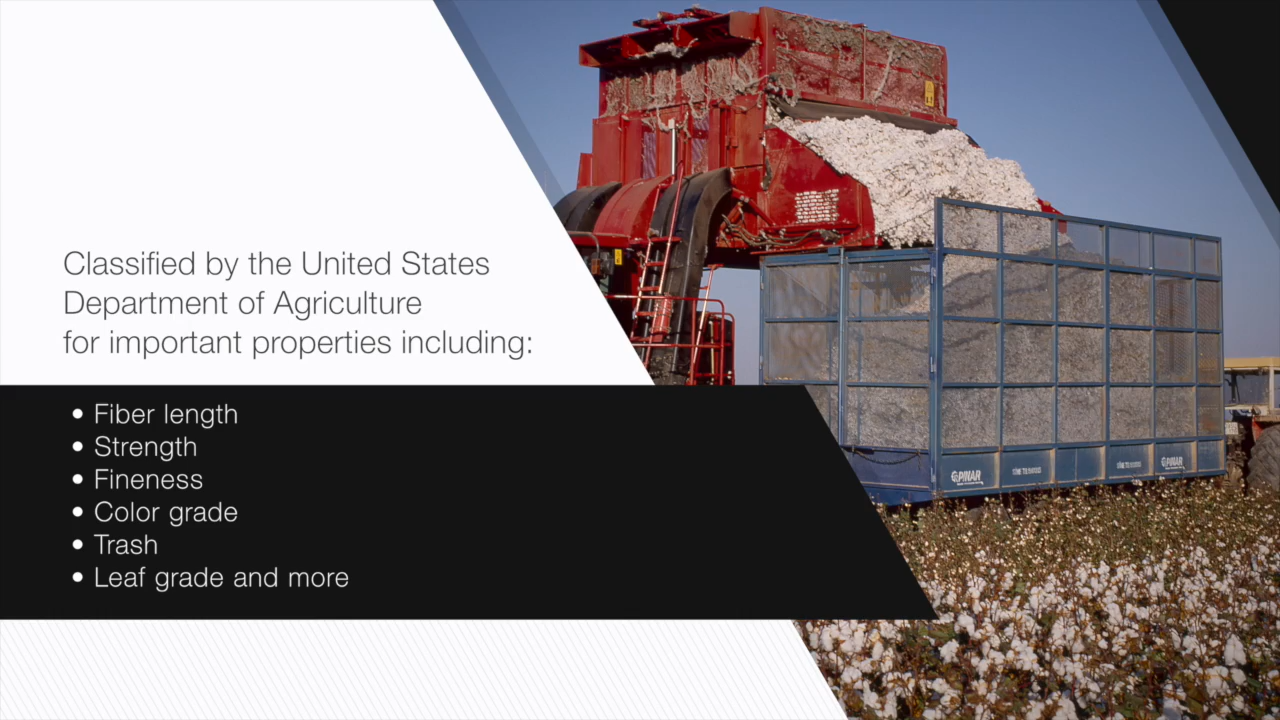 Classified by the United States
Department of Agriculture
for important properties including:
• Fiber length
• Strength
• Fineness
• Color grade
• Trash
• Leaf grade and more
PINAR
PINAR